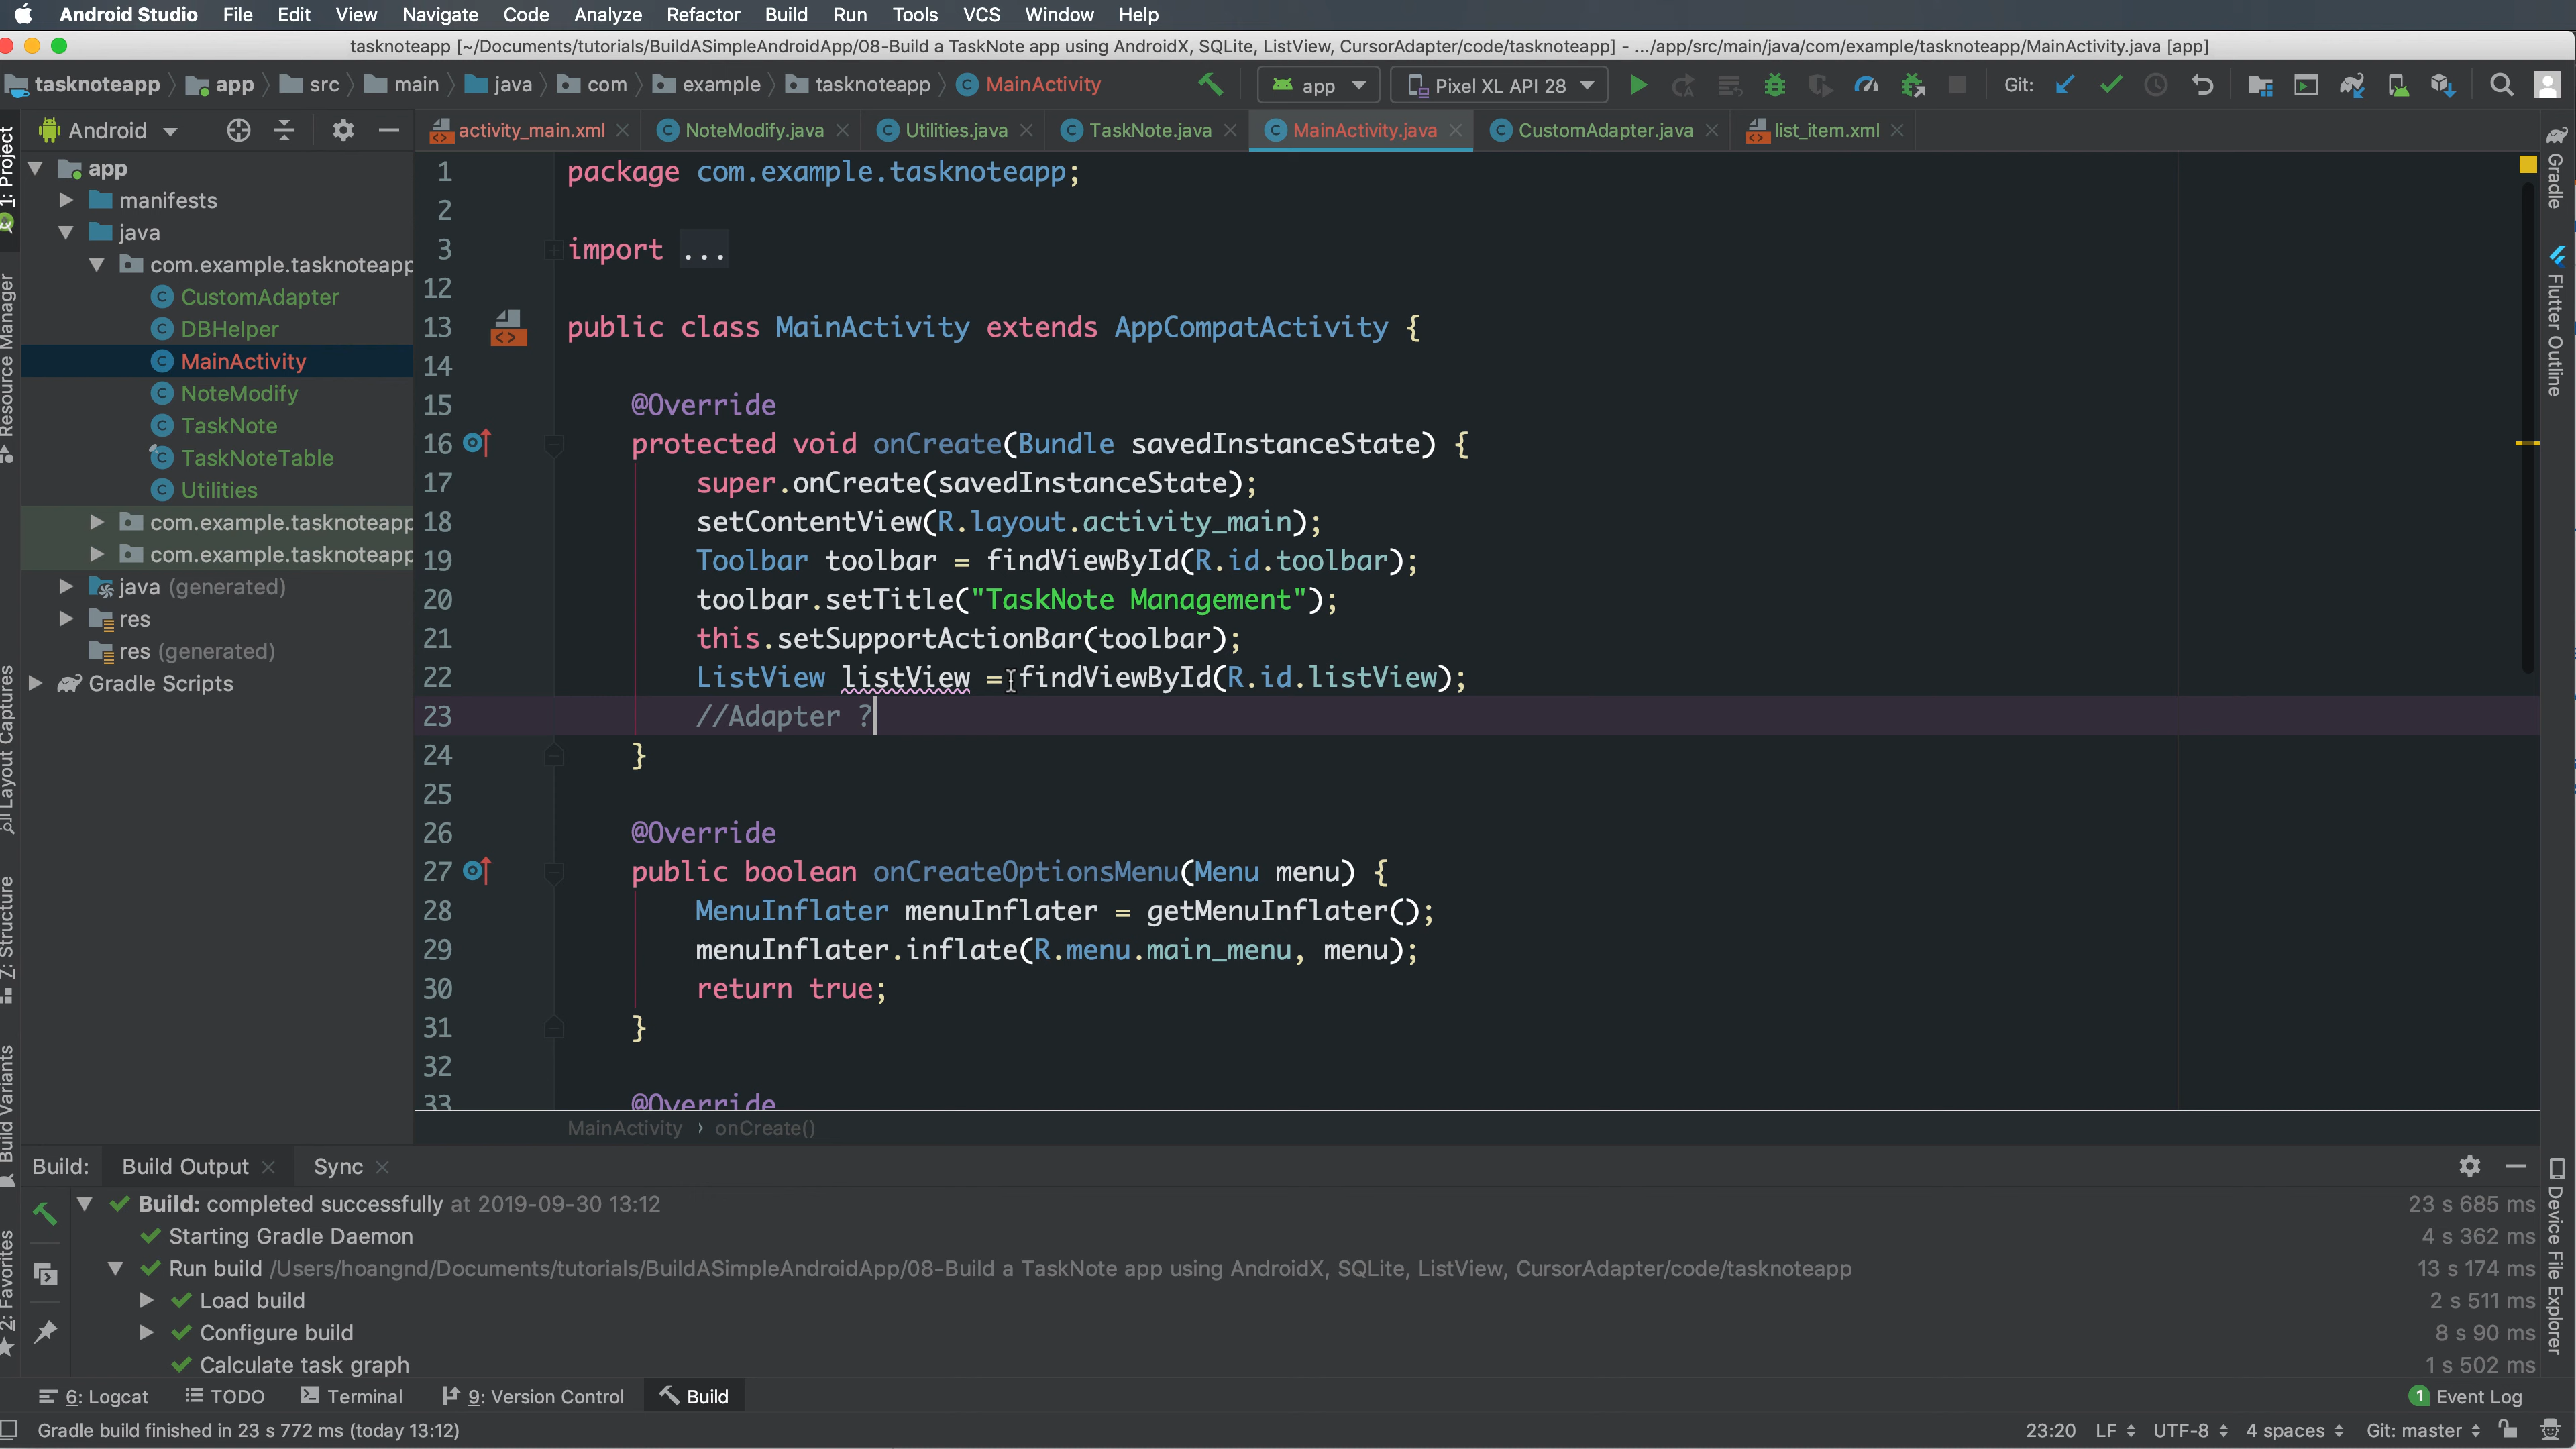 Android Studio File Edit View Navigate Code Analyze Refactor Build Run Tools VCS Window Help
tasknoteapp [~/Documents/tutorials/BuildASimpleAndroidApp/08-Build a TaskNote app using AndroidX, SQLite, ListView, CursorAdapter/code/tasknoteapp] - .../app/src/main/java/com/example/tasknoteapp/MainActivity.java [app]
tasknoteapp app src main java com example tasknoteapp MainActivity app Pixel XL API 28 Git:
Android activity_main.xml NoteModify.java Utilities.java TaskNote.java MainActivity.java CustomAdapter.java list_item.xml
1: Project
Resource Manager
Layout Captures
7: Structure
Build Variants
2: Favorites
app
manifests
java
com.example.tasknoteapp
CustomAdapter
DBHelper
MainActivity
NoteModify
TaskNote
TaskNoteTable
Utilities
com.example.tasknoteapp
com.example.tasknoteapp
java (generated)
res
res (generated)
Gradle Scripts
1 package com.example.tasknoteapp;
2
3 import ...
12
13 public class MainActivity extends AppCompatActivity {
14
15 @Override
16 protected void onCreate(Bundle savedInstanceState) {
17 super.onCreate(savedInstanceState);
18 setContentView(R.layout.activity_main);
19 Toolbar toolbar = findViewById(R.id.toolbar);
20 toolbar.setTitle("TaskNote Management");
21 this.setSupportActionBar(toolbar);
22 ListView listView = findViewById(R.id.listView);
23 //Adapter ?
24 }
25
26 @Override
27 public boolean onCreateOptionsMenu(Menu menu) {
28 MenuInflater menuInflater = getMenuInflater();
29 menuInflater.inflate(R.menu.main_menu, menu);
30 return true;
31 }
32
33 @Override
MainActivity › onCreate()
Gradle
Flutter Outline
Device File Explorer
Build: Build Output Sync
Build: completed successfully at 2019-09-30 13:12 23 s 685 ms
Starting Gradle Daemon 4 s 362 ms
Run build /Users/hoangnd/Documents/tutorials/BuildASimpleAndroidApp/08-Build a TaskNote app using AndroidX, SQLite, ListView, CursorAdapter/code/tasknoteapp 13 s 174 ms
Load build 2 s 511 ms
Configure build 8 s 90 ms
Calculate task graph 1 s 502 ms
6: Logcat TODO Terminal 9: Version Control Build 1 Event Log
Gradle build finished in 23 s 772 ms (today 13:12) 23:20 LF UTF-8 4 spaces Git: master